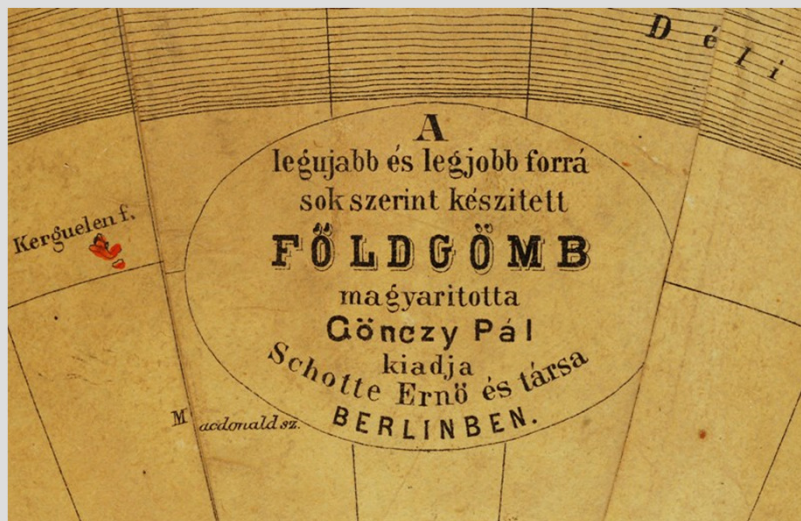 Déli
A
legujabb és legjobb forrá
sok szerint készitett
FÖLDGÖMB
magyaritotta
Gönczy Pál
kiadja
Schotte Ernö és társa
BERLINBEN.
Kerguelen f.
Macdonald sz.